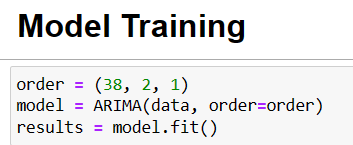 Model Training
order = (38, 2, 1)
model = ARIMA(data, order=order)
results = model.fit()